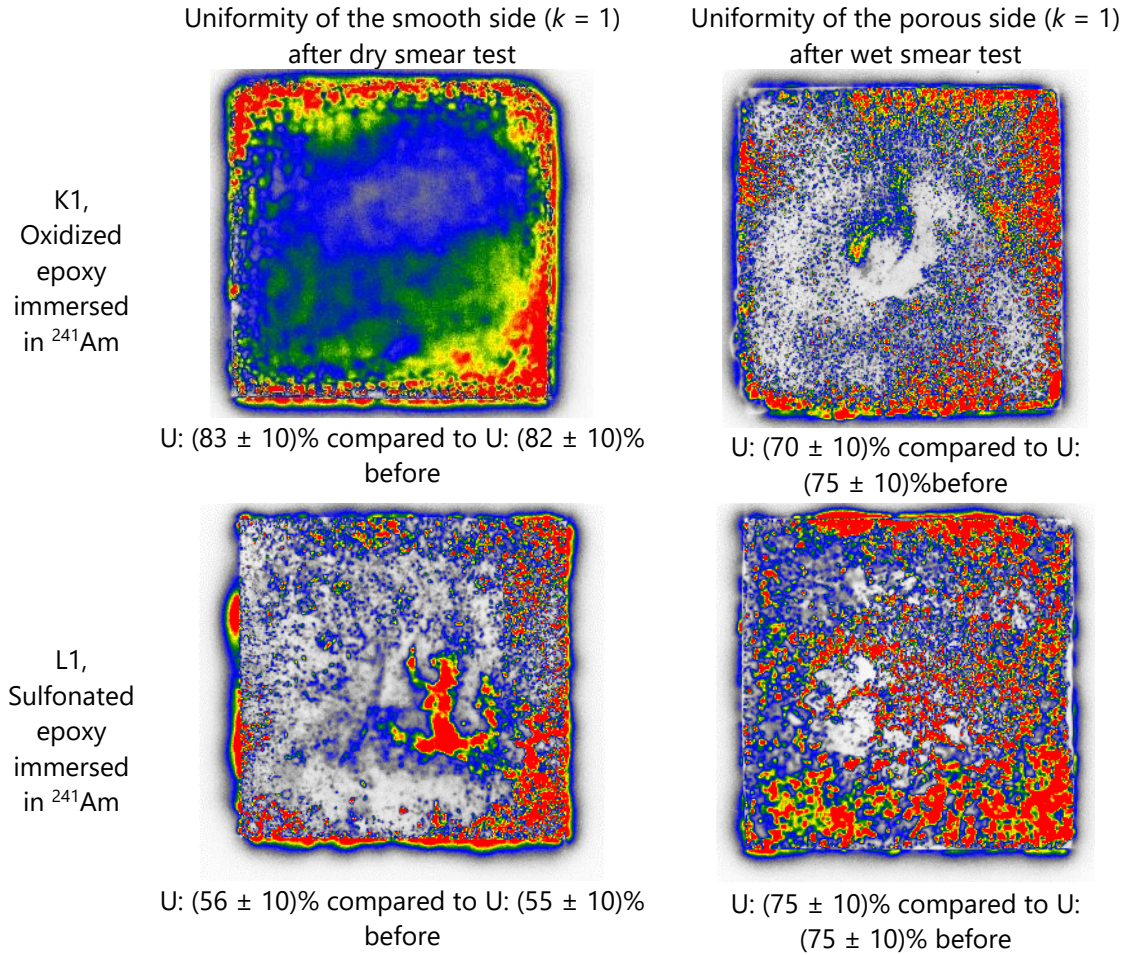 Uniformity of the smooth side (k = 1)
after dry smear test
Uniformity of the porous side (k = 1)
after wet smear test
K1,
Oxidized
epoxy
immersed
in ²⁴¹Am
U: (83 ± 10)% compared to U: (82 ± 10)%
before
U: (70 ± 10)% compared to U:
(75 ± 10)%before
L1,
Sulfonated
epoxy
immersed
in ²⁴¹Am
U: (56 ± 10)% compared to U: (55 ± 10)%
before
U: (75 ± 10)% compared to U:
(75 ± 10)% before